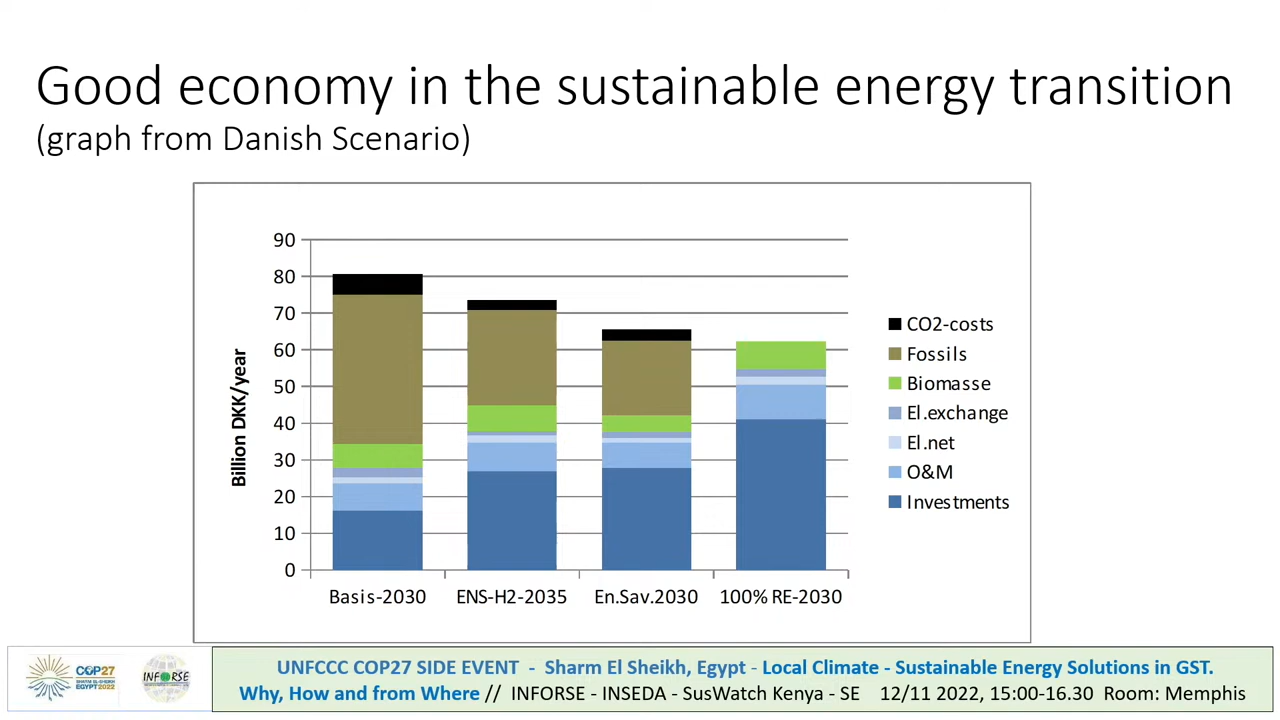 Good economy in the sustainable energy transition
(graph from Danish Scenario)
Billion DKK/year
90
80
70
60
50
40
30
20
10
0
Basis-2030
ENS-H2-2035
En.Sav.2030
100% RE-2030
CO2-costs
Fossils
Biomasse
El.exchange
El.net
O&M
Investments
COP27
SHARM EL-SHEIKH
EGYPT2022
INFORSE
UNFCCC COP27 SIDE EVENT - Sharm El Sheikh, Egypt - Local Climate - Sustainable Energy Solutions in GST.
Why, How and from Where // INFORSE - INSEDA - SusWatch Kenya - SE 12/11 2022, 15:00-16.30 Room: Memphis